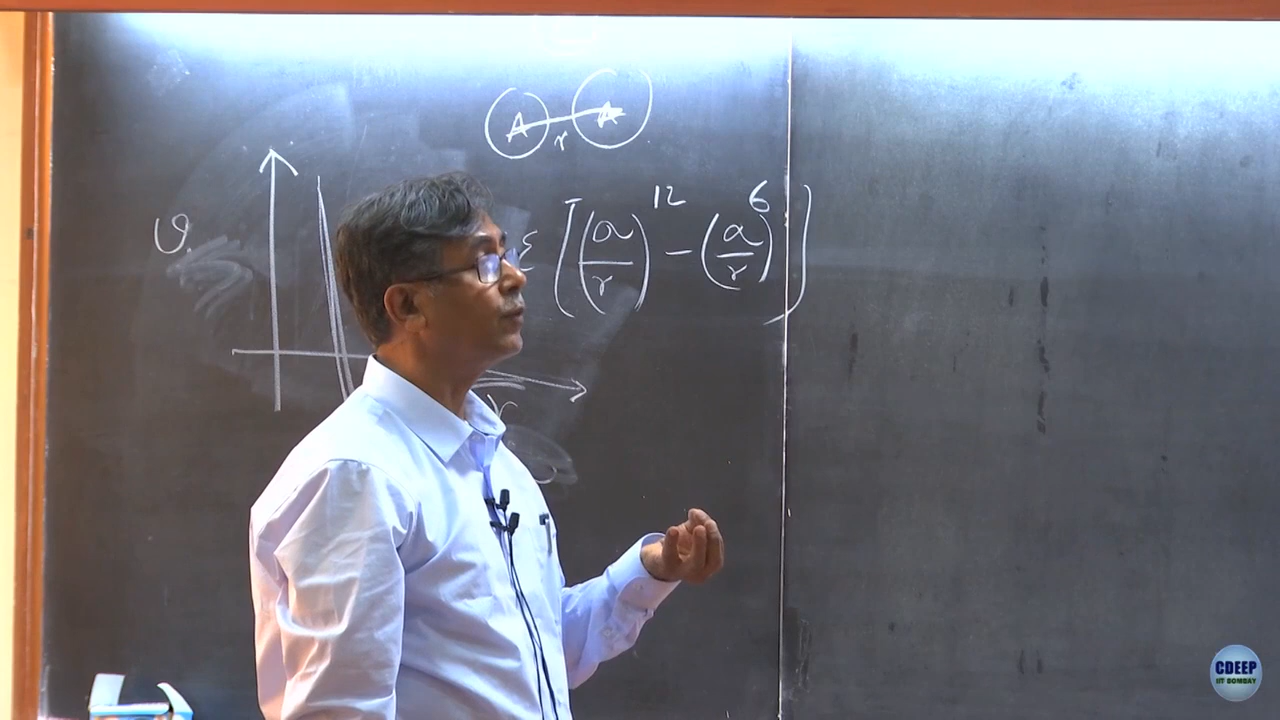 A r A
υ
ε [(a/r)^12 - (a/r)^6]
r
CDEEP
IIT BOMBAY